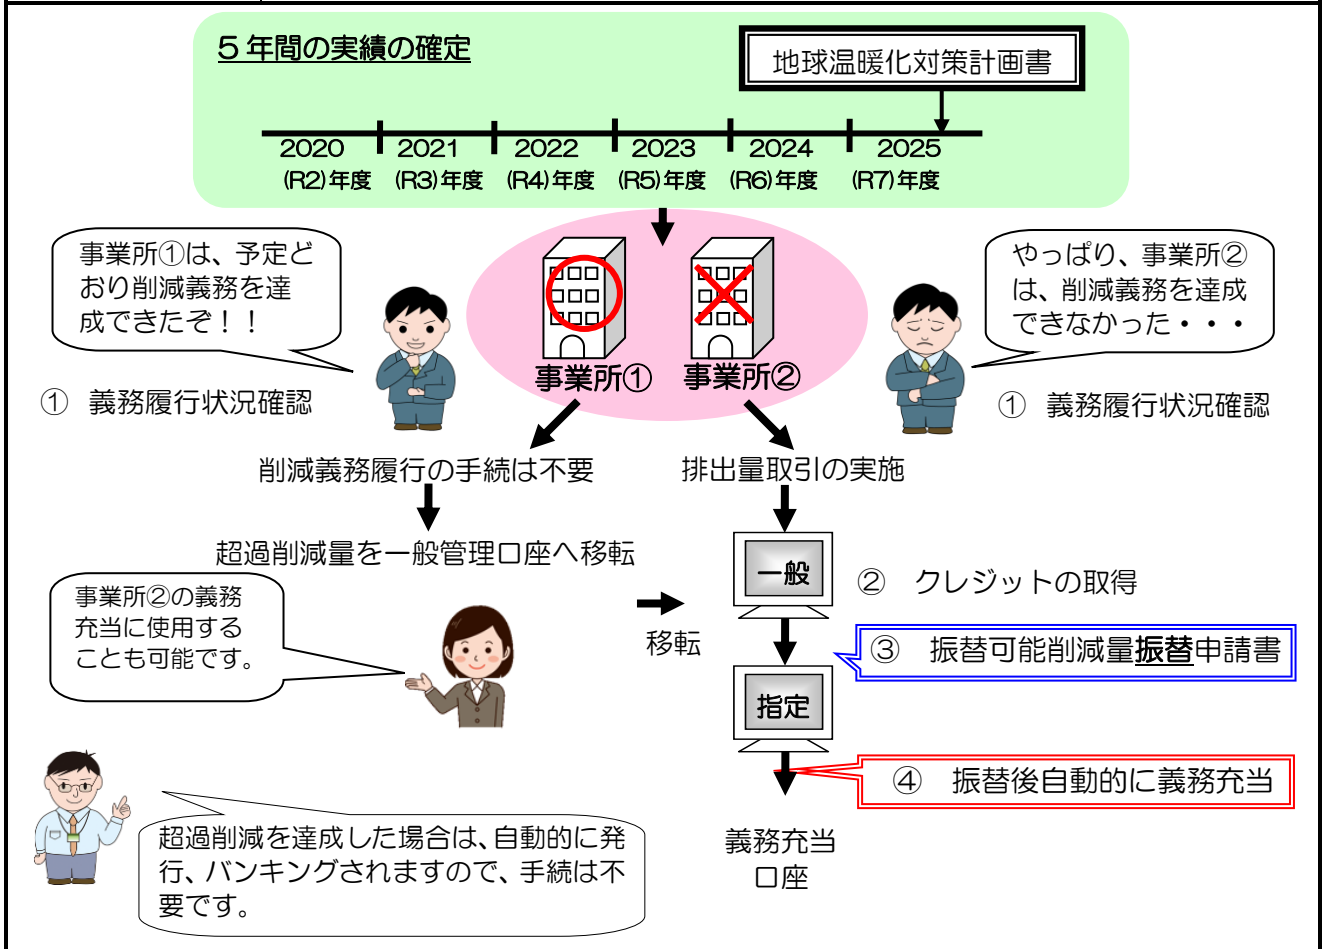 5年間の実績の確定
地球温暖化対策計画書
2020 2021 2022 2023 2024 2025
(R2)年度 (R3)年度 (R4)年度 (R5)年度 (R6)年度 (R7)年度
事業所①は、予定ど
おり削減義務を達
成できたぞ！！
やっぱり、事業所②
は、削減義務を達成
できなかった・・・
事業所① 事業所②
① 義務履行状況確認
① 義務履行状況確認
削減義務履行の手続は不要
排出量取引の実施
超過削減量を一般管理口座へ移転
一般
② クレジットの取得
事業所②の義務
充当に使用する
ことも可能です。
移転
③ 振替可能削減量振替申請書
指定
④ 振替後自動的に義務充当
超過削減を達成した場合は、自動的に発
行、バンキングされますので、手続は不
要です。
義務充当
口座